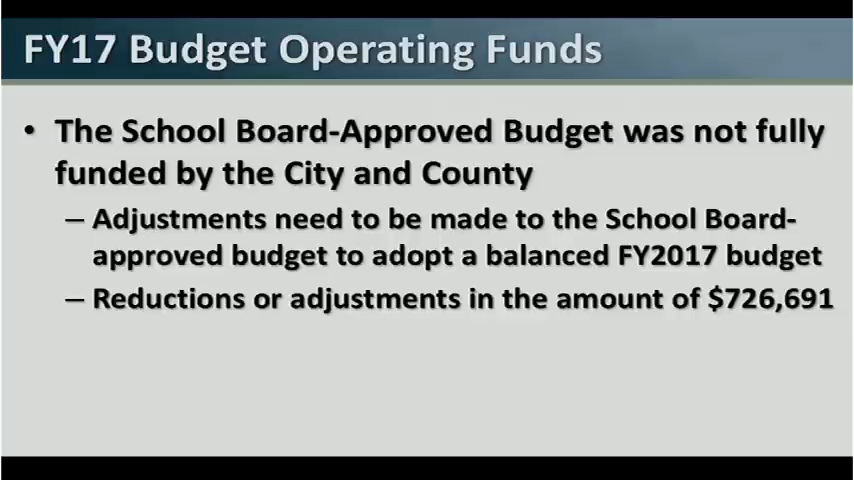 FY17 Budget Operating Funds
• The School Board-Approved Budget was not fully
funded by the City and County
– Adjustments need to be made to the School Board-
approved budget to adopt a balanced FY2017 budget
– Reductions or adjustments in the amount of $726,691